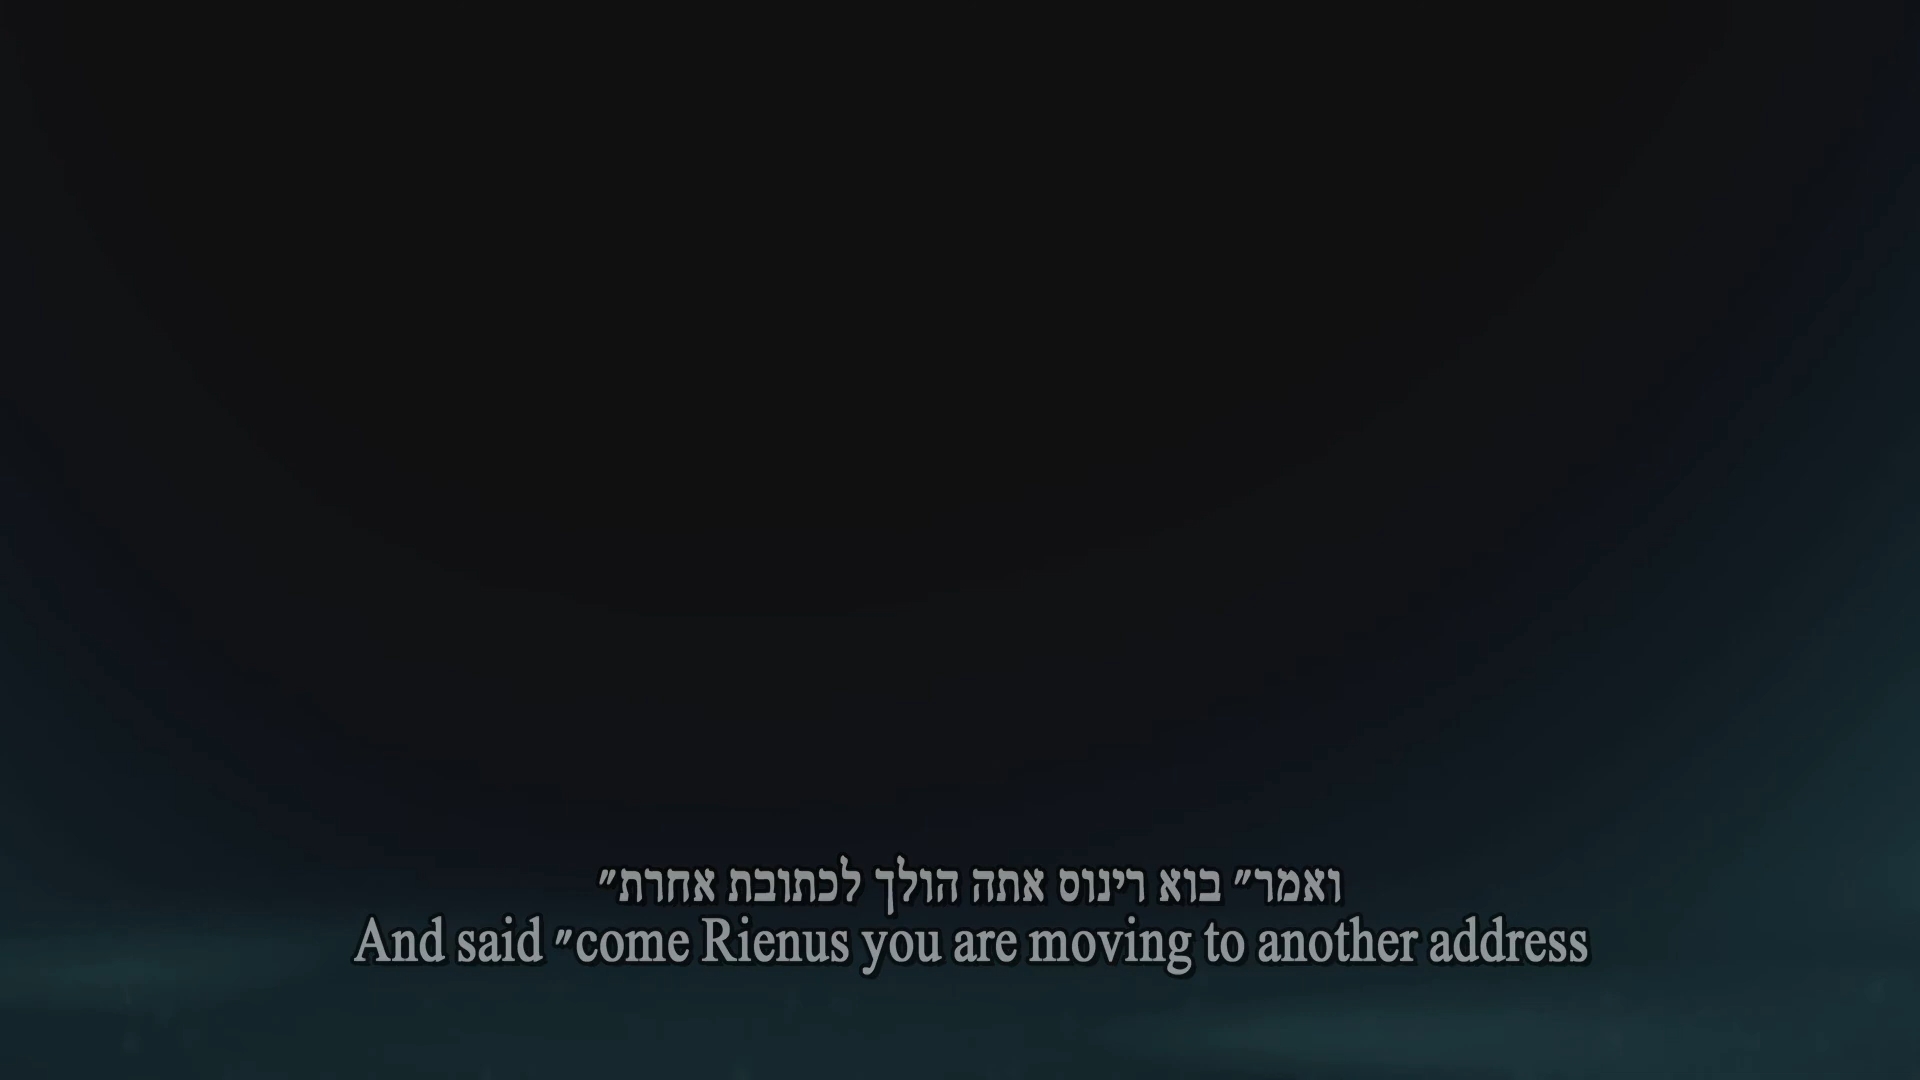 ואמר״ בוא רינוס אתה הולך לכתובת אחרת״
And said ״come Rienus you are moving to another address